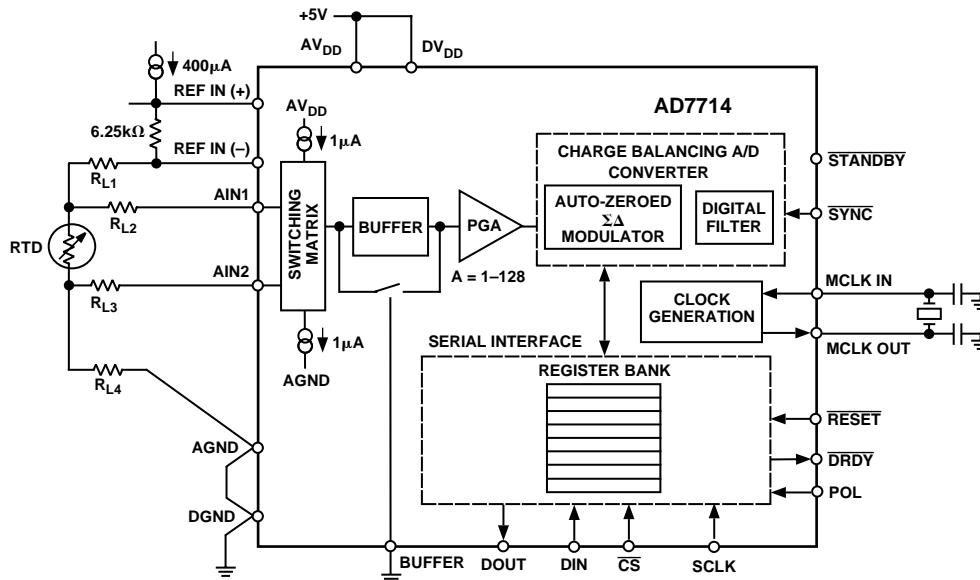 +5V
AVDD
DVDD
400µA
REF IN (+)
AVDD
AD7714
6.25kΩ
1µA
REF IN (–)
CHARGE BALANCING A/D
CONVERTER
STANDBY
RL1
AIN1
SWITCHING
MATRIX
BUFFER
PGA
AUTO-ZEROED
ΣΔ
MODULATOR
DIGITAL
FILTER
SYNC
RL2
RTD
AIN2
A = 1–128
RL3
CLOCK
GENERATION
MCLK IN
MCLK OUT
1µA
AGND
SERIAL INTERFACE
REGISTER BANK
RL4
RESET
AGND
DRDY
POL
DGND
BUFFER
DOUT
DIN
CS
SCLK